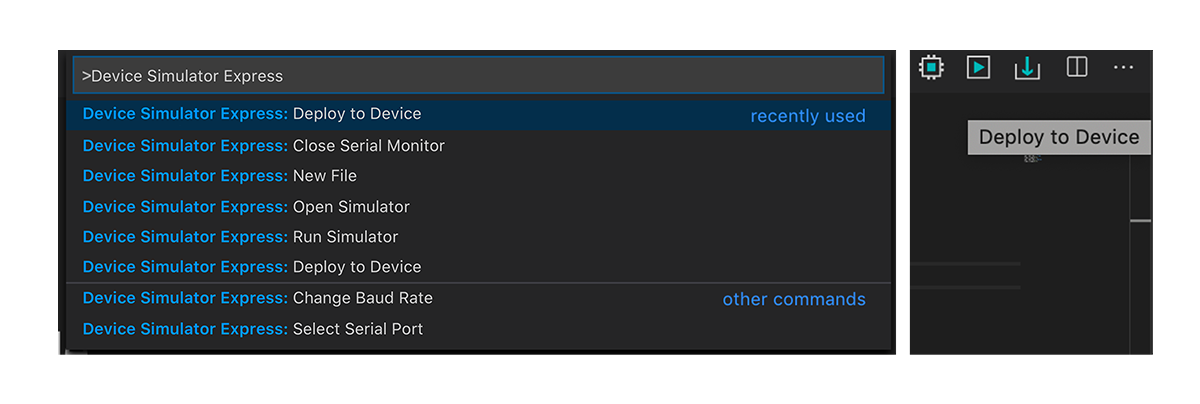 >Device Simulator Express
Device Simulator Express: Deploy to Device recently used
Device Simulator Express: Close Serial Monitor
Device Simulator Express: New File
Device Simulator Express: Open Simulator
Device Simulator Express: Run Simulator
Device Simulator Express: Deploy to Device
Device Simulator Express: Change Baud Rate other commands
Device Simulator Express: Select Serial Port
Deploy to Device